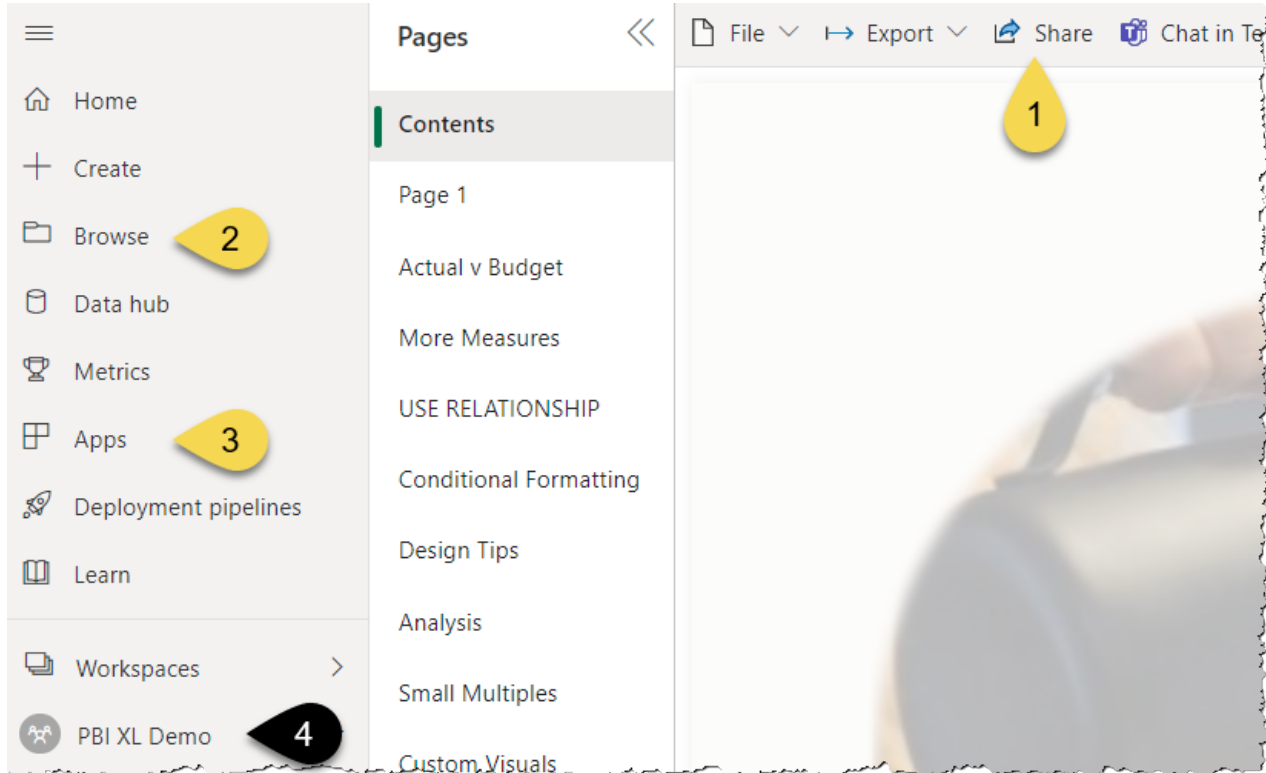 Home
Create
Browse
2
Data hub
Metrics
Apps
3
Deployment pipelines
Learn
Workspaces
PBI XL Demo
4
Pages
Contents
Page 1
Actual v Budget
More Measures
USE RELATIONSHIP
Conditional Formatting
Design Tips
Analysis
Small Multiples
Custom Visuals
File
Export
Share
Chat in Te
1